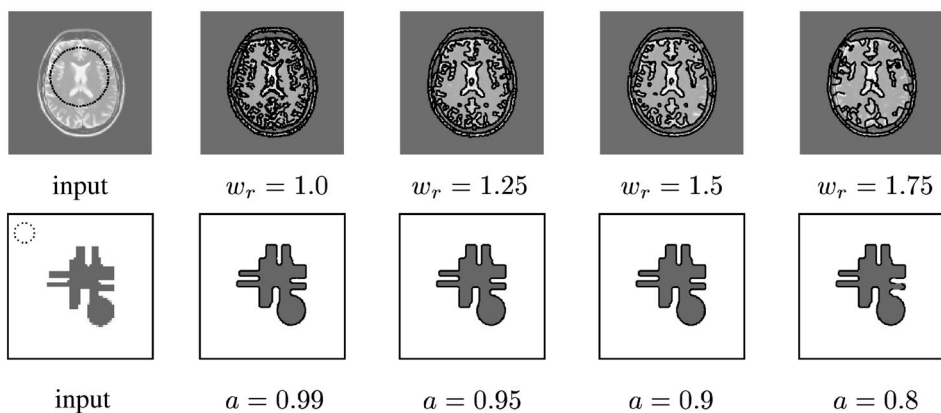 input
w_r = 1.0
w_r = 1.25
w_r = 1.5
w_r = 1.75
input
a = 0.99
a = 0.95
a = 0.9
a = 0.8